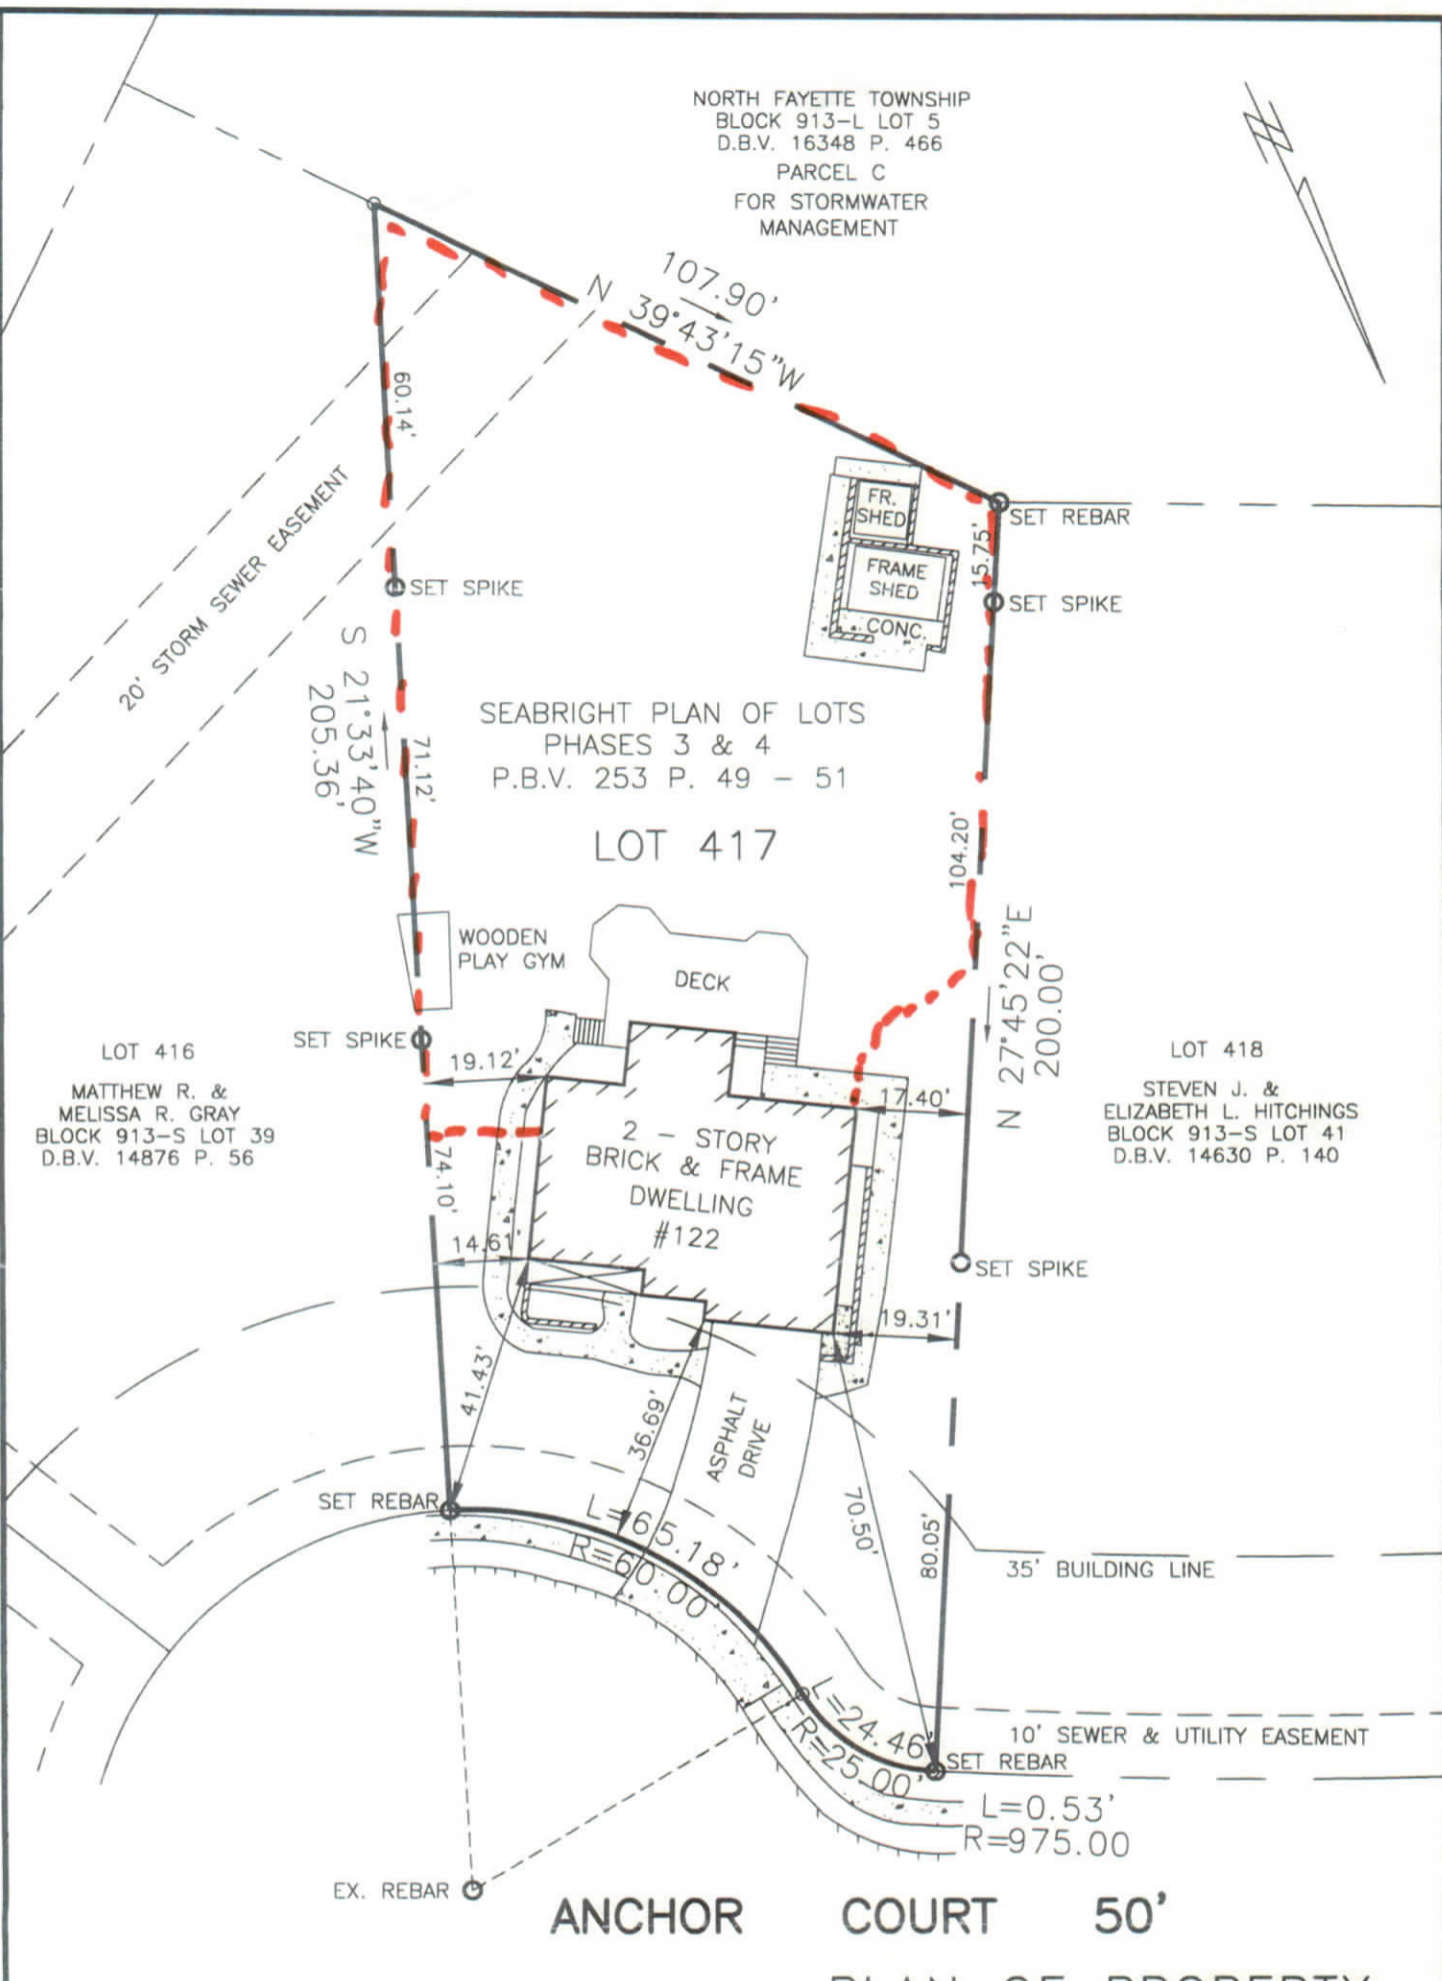 NORTH FAYETTE TOWNSHIP
BLOCK 913-L LOT 5
D.B.V. 16348 P. 466
PARCEL C
FOR STORMWATER
MANAGEMENT
107.90'
N 39°43'15"W
60.14'
20' STORM SEWER EASEMENT
FR.
SHED
FRAME
SHED
CONC.
SET REBAR
15.75'
SET SPIKE
SET SPIKE
S 21°33'40"W
205.36'
71.12'
SEABRIGHT PLAN OF LOTS
PHASES 3 & 4
P.B.V. 253 P. 49 - 51
LOT 417
104.20'
N 27°45'22"E
200.00'
WOODEN
PLAY GYM
DECK
SET SPIKE
LOT 416
MATTHEW R. &
MELISSA R. GRAY
BLOCK 913-S LOT 39
D.B.V. 14876 P. 56
19.12'
74.10'
2 - STORY
BRICK & FRAME
DWELLING
#122
17.40'
LOT 418
STEVEN J. &
ELIZABETH L. HITCHINGS
BLOCK 913-S LOT 41
D.B.V. 14630 P. 140
14.61'
SET SPIKE
19.31'
41.43'
36.69'
ASPHALT
DRIVE
70.50'
80.05'
SET REBAR
L=65.18'
R=60.00'
35' BUILDING LINE
L=24.46'
R=25.00'
10' SEWER & UTILITY EASEMENT
SET REBAR
L=0.53'
R=975.00
EX. REBAR
ANCHOR COURT 50'
PLAN OF PROPERTY